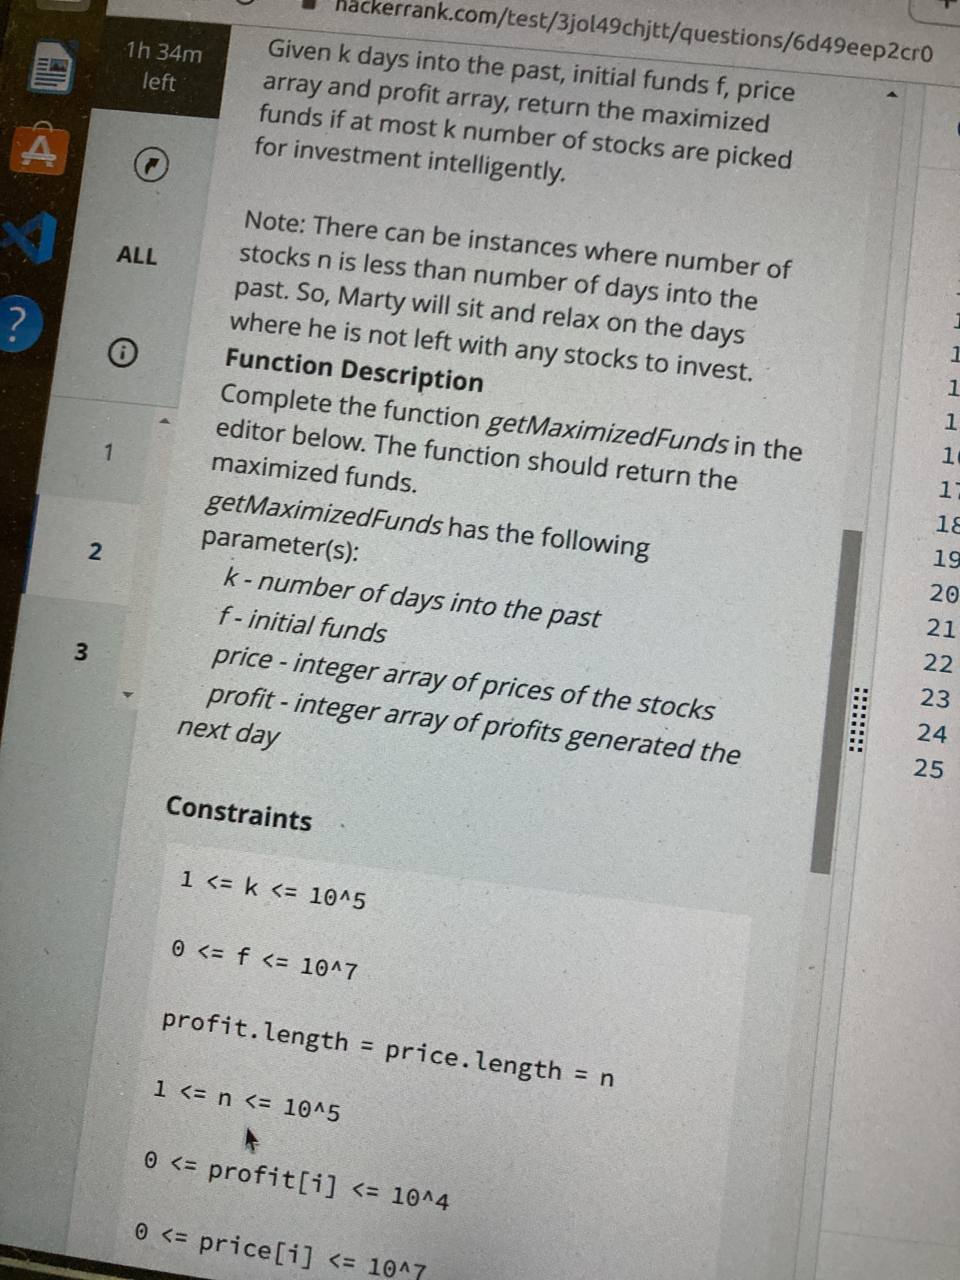 hackerrank.com/test/3jol49chjtt/questions/6d49eep2cr0
1h 34m
left
ALL
1
2
3
Given k days into the past, initial funds f, price
array and profit array, return the maximized
funds if at most k number of stocks are picked
for investment intelligently.
Note: There can be instances where number of
stocks n is less than number of days into the
past. So, Marty will sit and relax on the days
where he is not left with any stocks to invest.
Function Description
Complete the function getMaximizedFunds in the
editor below. The function should return the
maximized funds.
getMaximizedFunds has the following
parameter(s):
k - number of days into the past
f - initial funds
price - integer array of prices of the stocks
profit - integer array of profits generated the
next day
Constraints
1 <= k <= 10^5
0 <= f <= 10^7
profit.length = price.length = n
1 <= n <= 10^5
0 <= profit[i] <= 10^4
0 <= price[i] <= 10^7
17
18
19
20
21
22
23
24
25